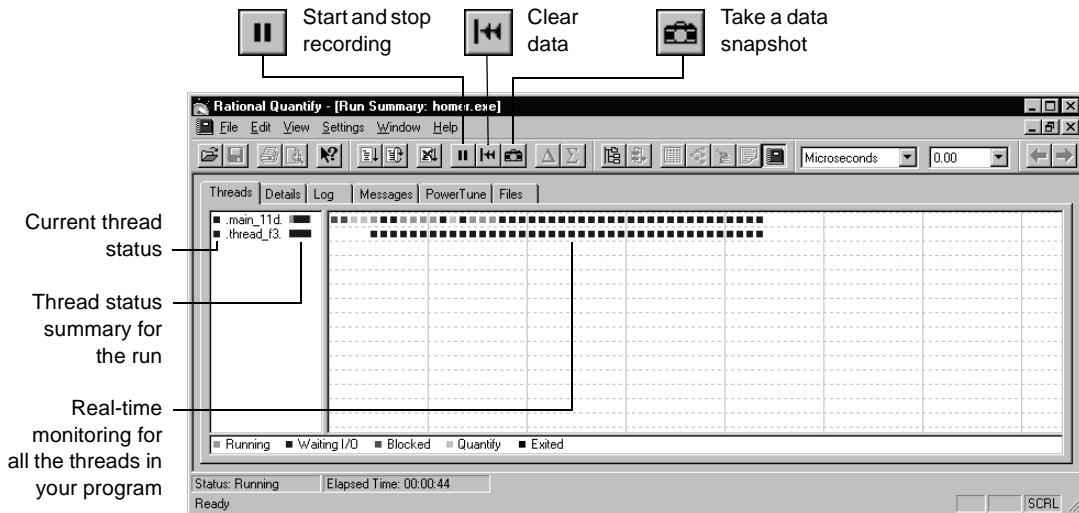 Start and stop
recording
Clear
data
Take a data
snapshot
Rational Quantify - [Run Summary: homer.exe]
File Edit View Settings Window Help
Microseconds 0.00
Threads Details Log Messages PowerTune Files
.main_11d.
.thread_f3.
Current thread
status
Thread status
summary for
the run
Real-time
monitoring for
all the threads in
your program
Running Waiting I/O Blocked Quantify Exited
Status: Running Elapsed Time: 00:00:44
Ready SCRL